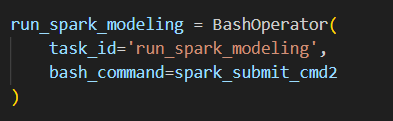 run_spark_modeling = BashOperator(
    task_id='run_spark_modeling',
    bash_command=spark_submit_cmd2
)